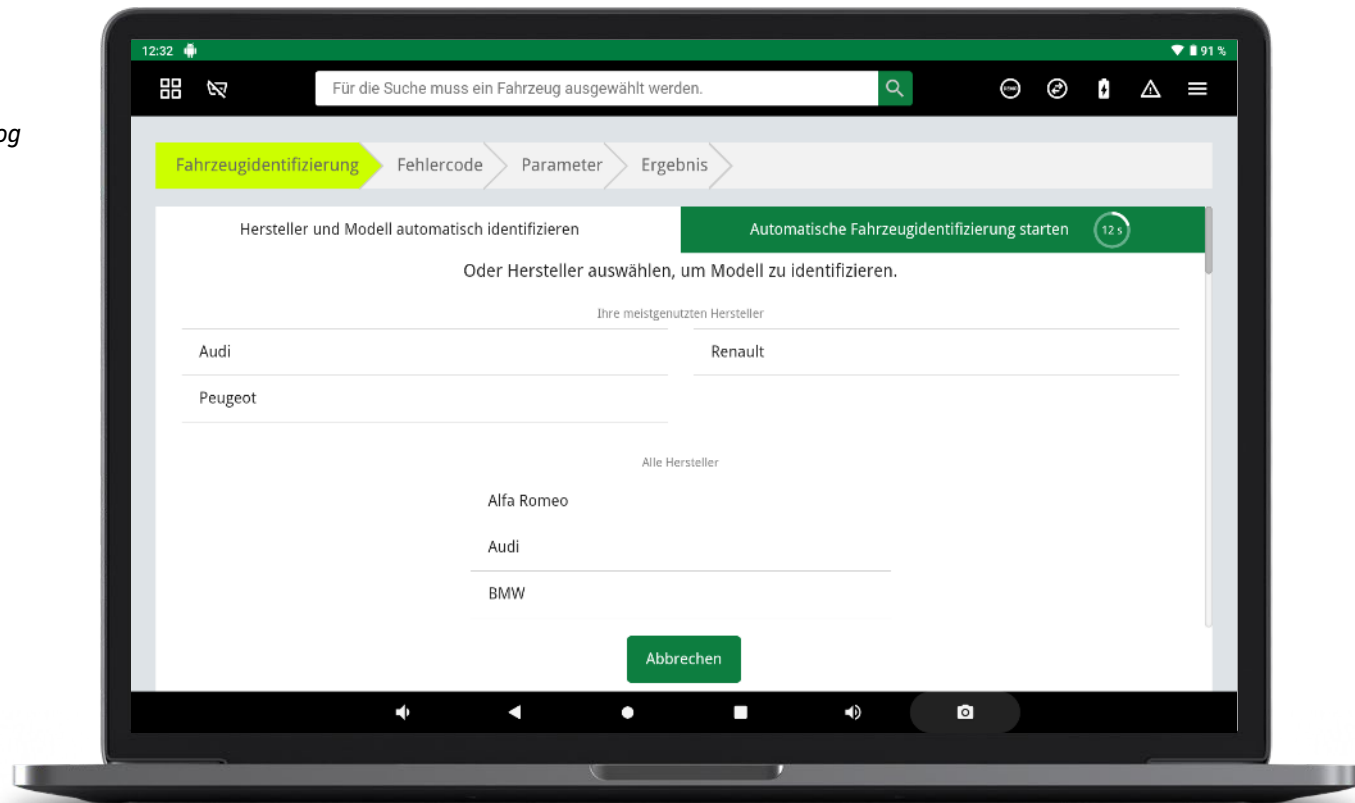 12:32
91 %
Für die Suche muss ein Fahrzeug ausgewählt werden.
DEMO
og
Fahrzeugidentifizierung
Fehlercode
Parameter
Ergebnis
Hersteller und Modell automatisch identifizieren
Automatische Fahrzeugidentifizierung starten
12 s
Oder Hersteller auswählen, um Modell zu identifizieren.
Ihre meistgenutzten Hersteller
Audi
Renault
Peugeot
Alle Hersteller
Alfa Romeo
Audi
BMW
Abbrechen